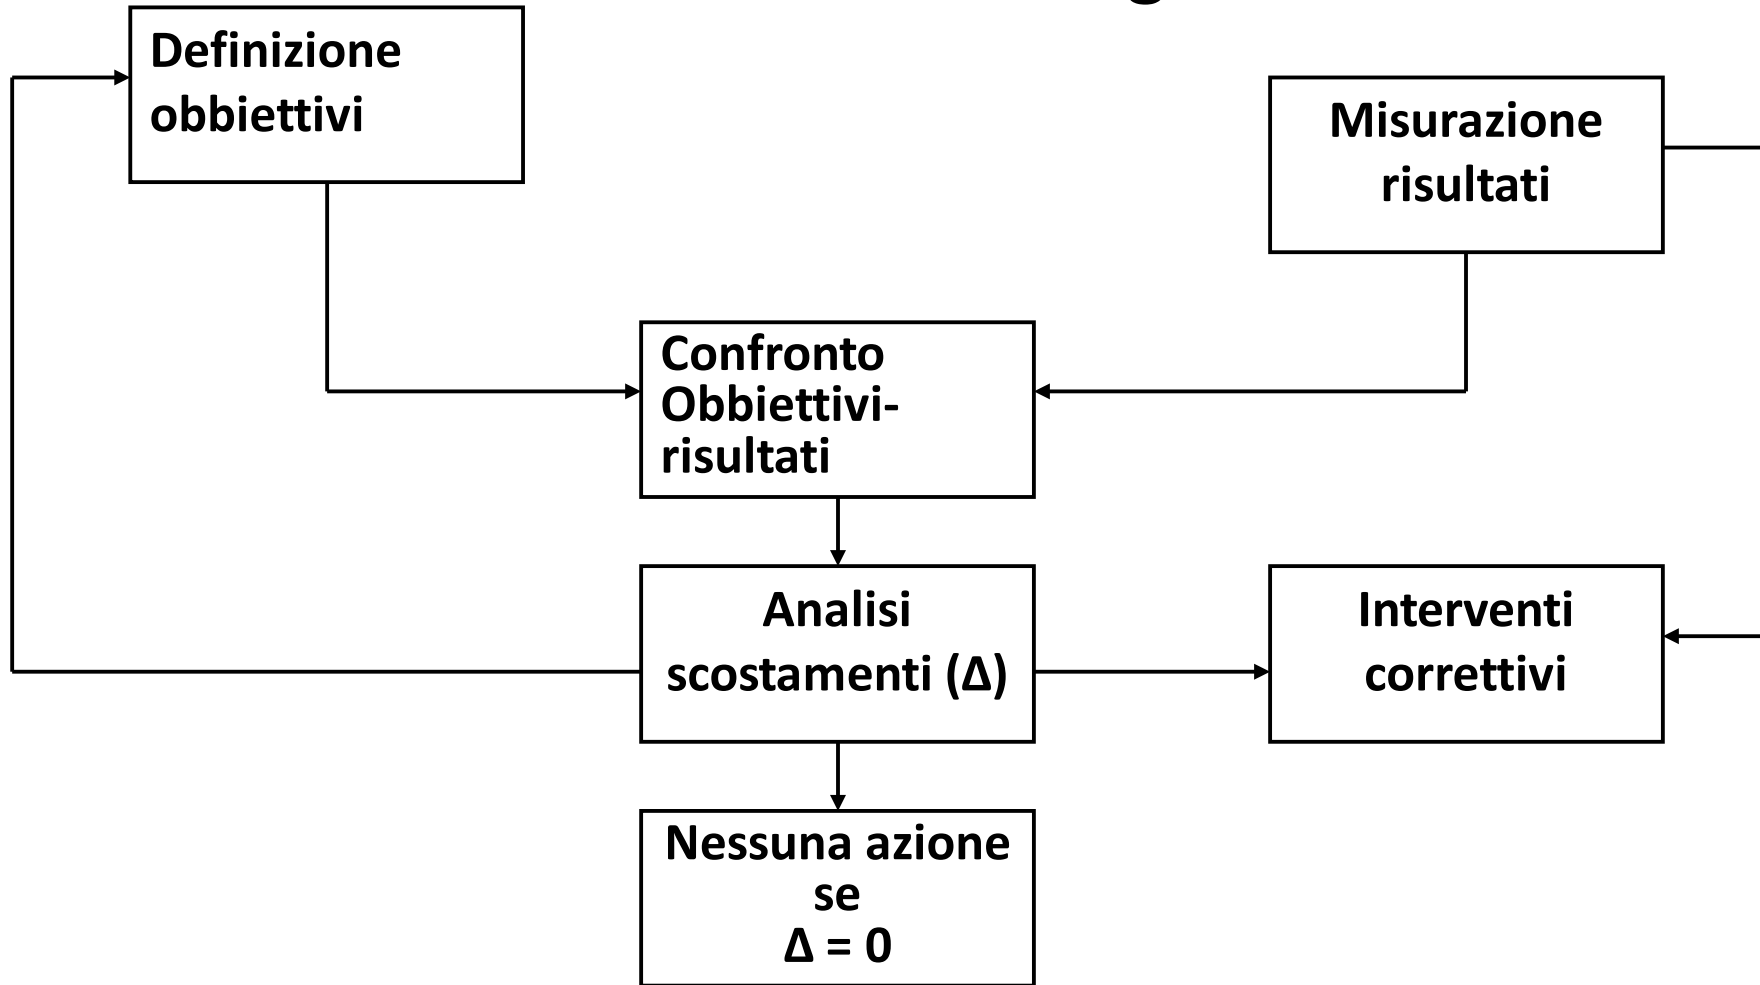 Definizione
obbiettivi
Misurazione
risultati
Confronto
Obbiettivi-
risultati
Analisi
scostamenti (Δ)
Interventi
correttivi
Nessuna azione
se
Δ = 0